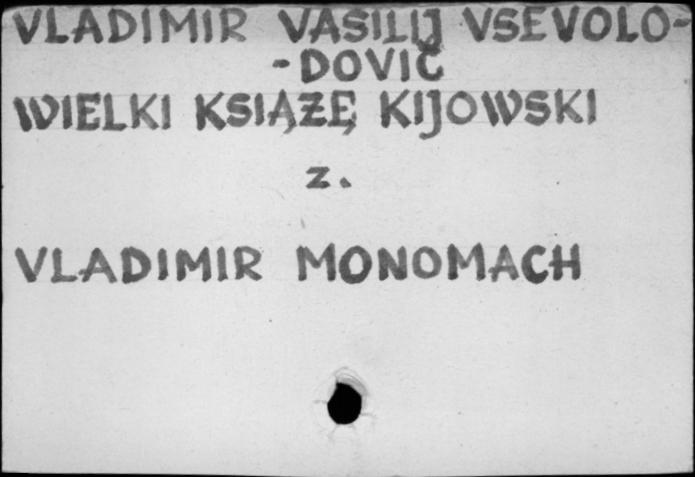 VLADIMIR VASILIJ VSEVOLO-
-DOVIČ
WIELKI KSIĄŻĘ KIJOWSKI
z.
VLADIMIR MONOMACH